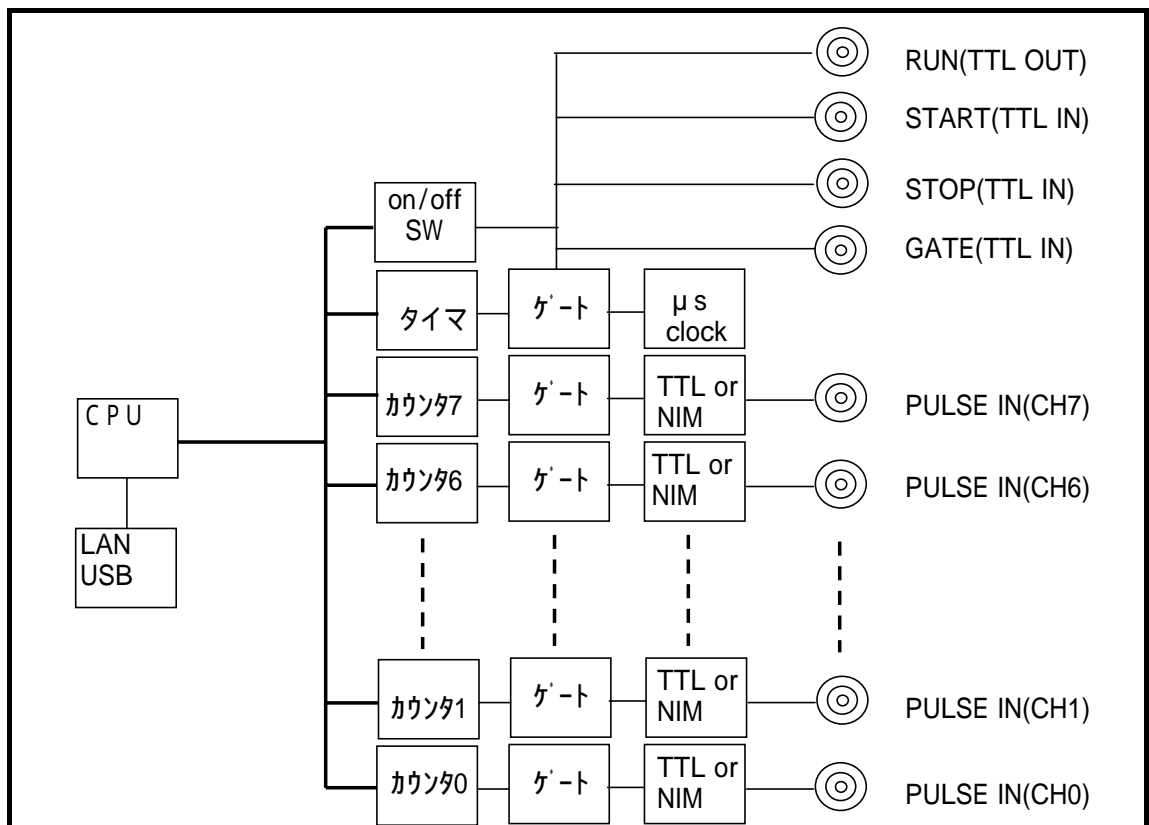 RUN(TTL OUT)
START(TTL IN)
STOP(TTL IN)
GATE(TTL IN)
on/off
SW
タイマ
ｹﾞｰﾄ
μs
clock
ｶｳﾝﾀ7
ｹﾞｰﾄ
TTL or
NIM
PULSE IN(CH7)
CPU
ｶｳﾝﾀ6
ｹﾞｰﾄ
TTL or
NIM
PULSE IN(CH6)
LAN
USB
ｶｳﾝﾀ1
ｹﾞｰﾄ
TTL or
NIM
PULSE IN(CH1)
ｶｳﾝﾀ0
ｹﾞｰﾄ
TTL or
NIM
PULSE IN(CH0)